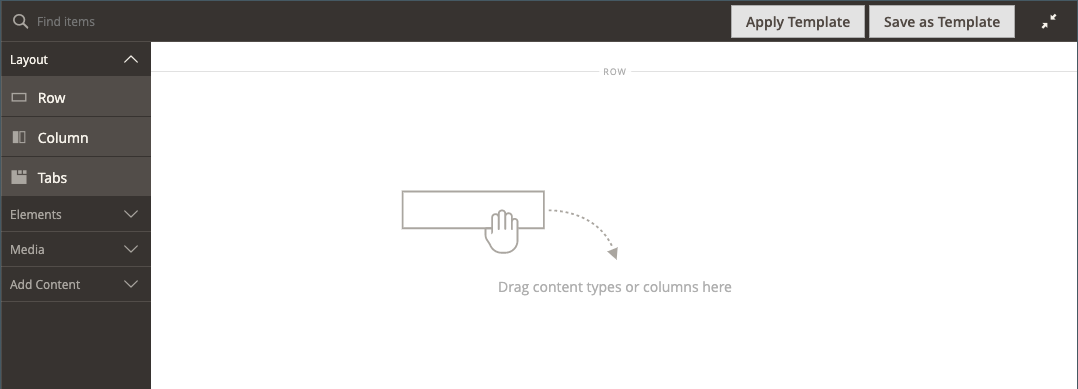 Find items
Apply Template
Save as Template
Layout
Row
Column
Tabs
Elements
Media
Add Content
ROW
Drag content types or columns here